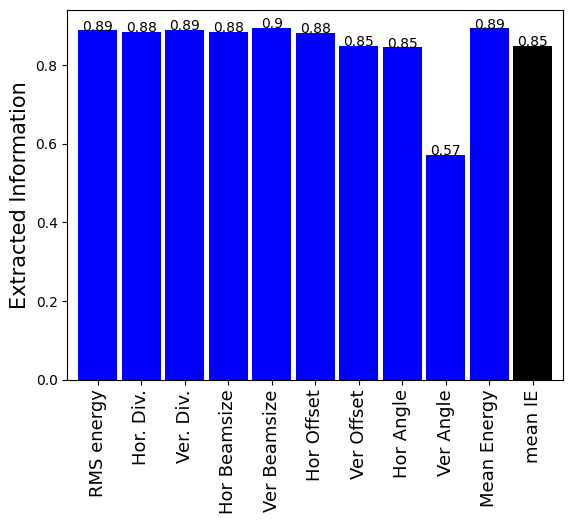 0.89
0.88
0.89
0.88
0.9
0.88
0.85
0.85
0.57
0.89
0.85
Extracted Information
0.8
0.6
0.4
0.2
0.0
RMS energy
Hor. Div.
Ver. Div.
Hor Beamsize
Ver Beamsize
Hor Offset
Ver Offset
Hor Angle
Ver Angle
Mean Energy
mean IE